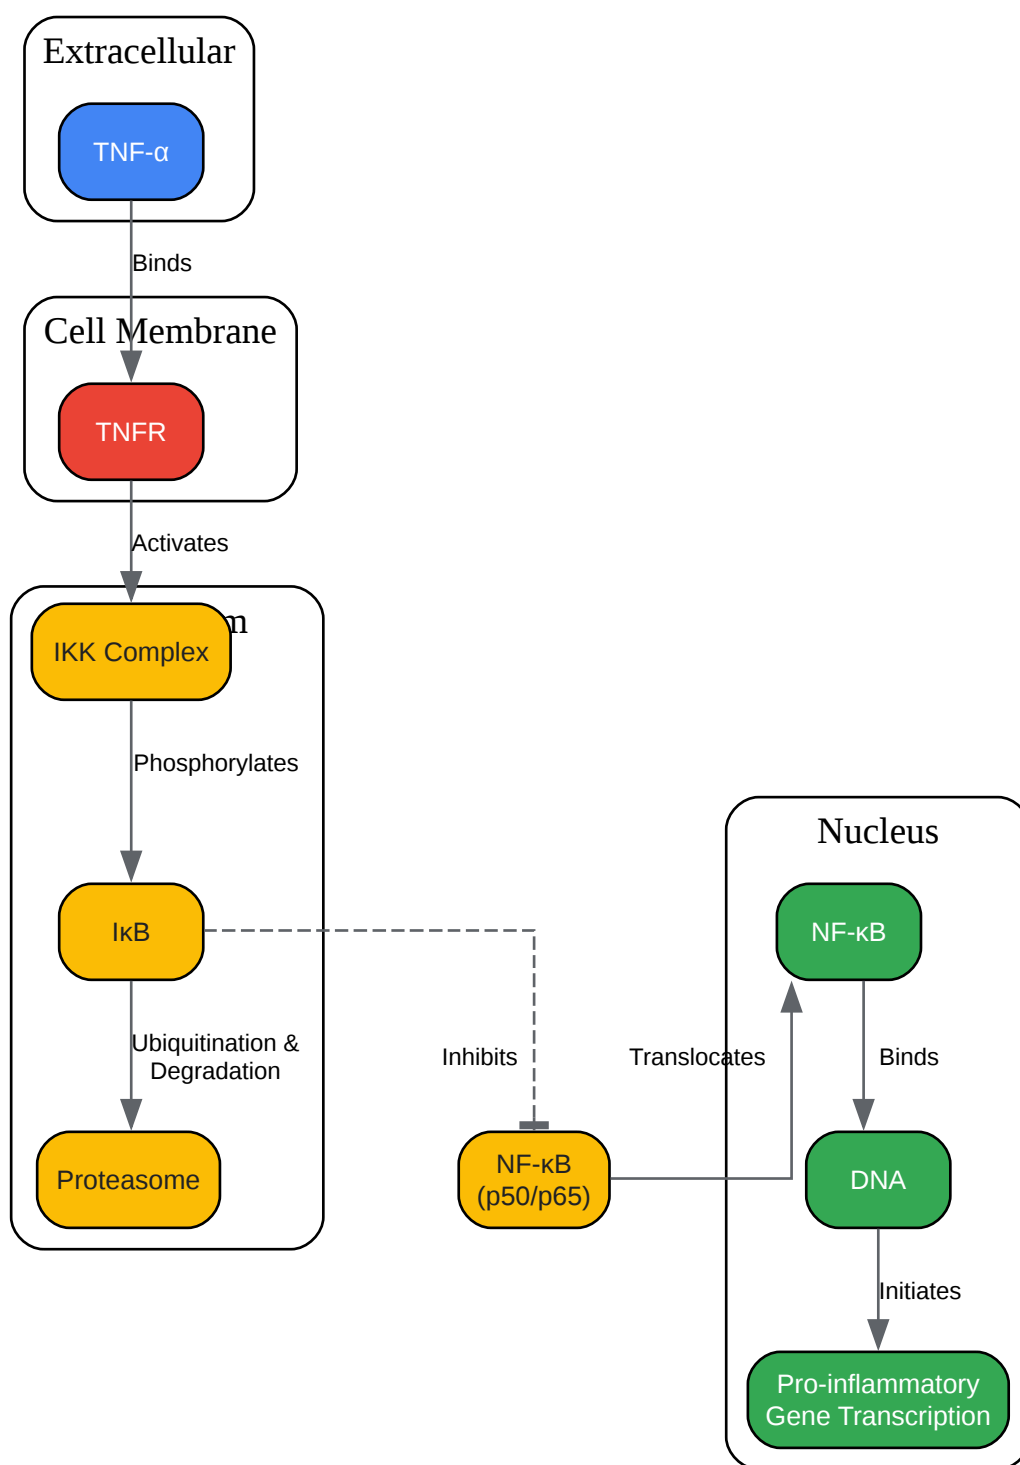 Extracellular
TNF-α
Binds
Cell Membrane
TNFR
Activates
IKK Complex
Phosphorylates
Nucleus
IκB
NF-κB
Ubiquitination &
Degradation
Inhibits
Translocates
Binds
Proteasome
NF-κB
(p50/p65)
DNA
Initiates
Pro-inflammatory
Gene Transcription